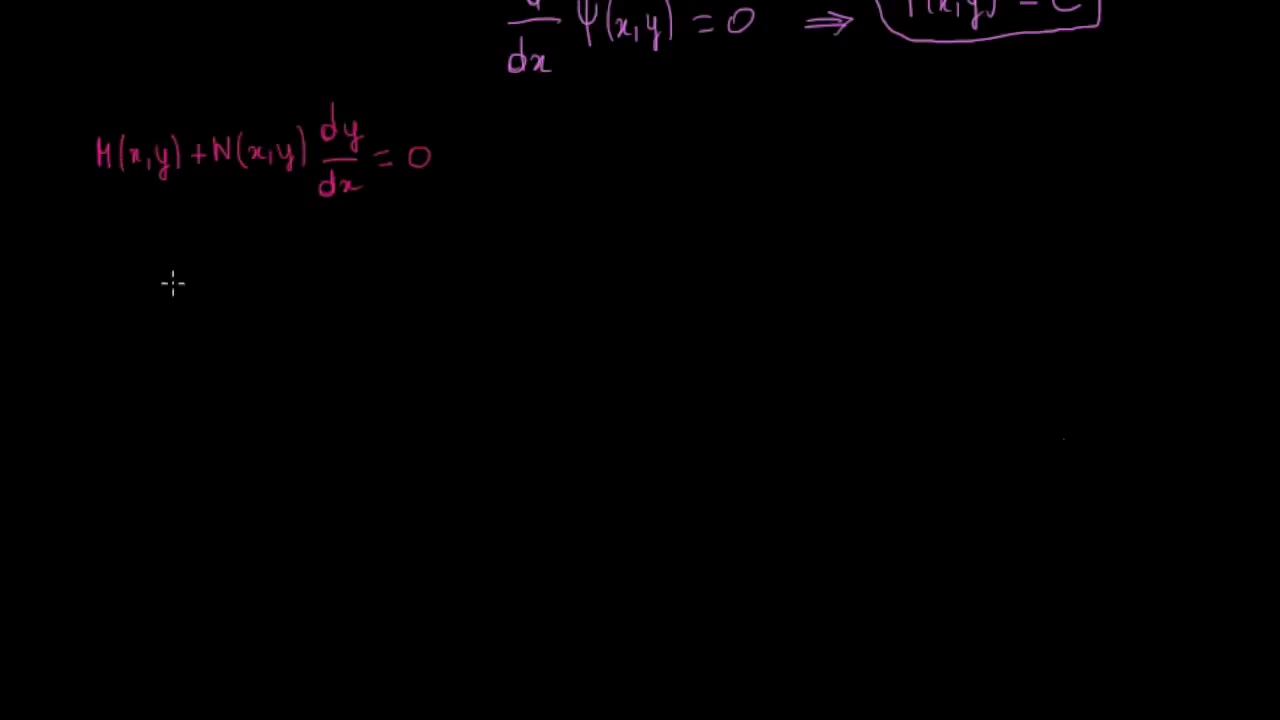 d/dx Ψ(x,y) = 0 ⇒ Ψ(x,y) = C
M(x,y) + N(x,y) dy/dx = 0